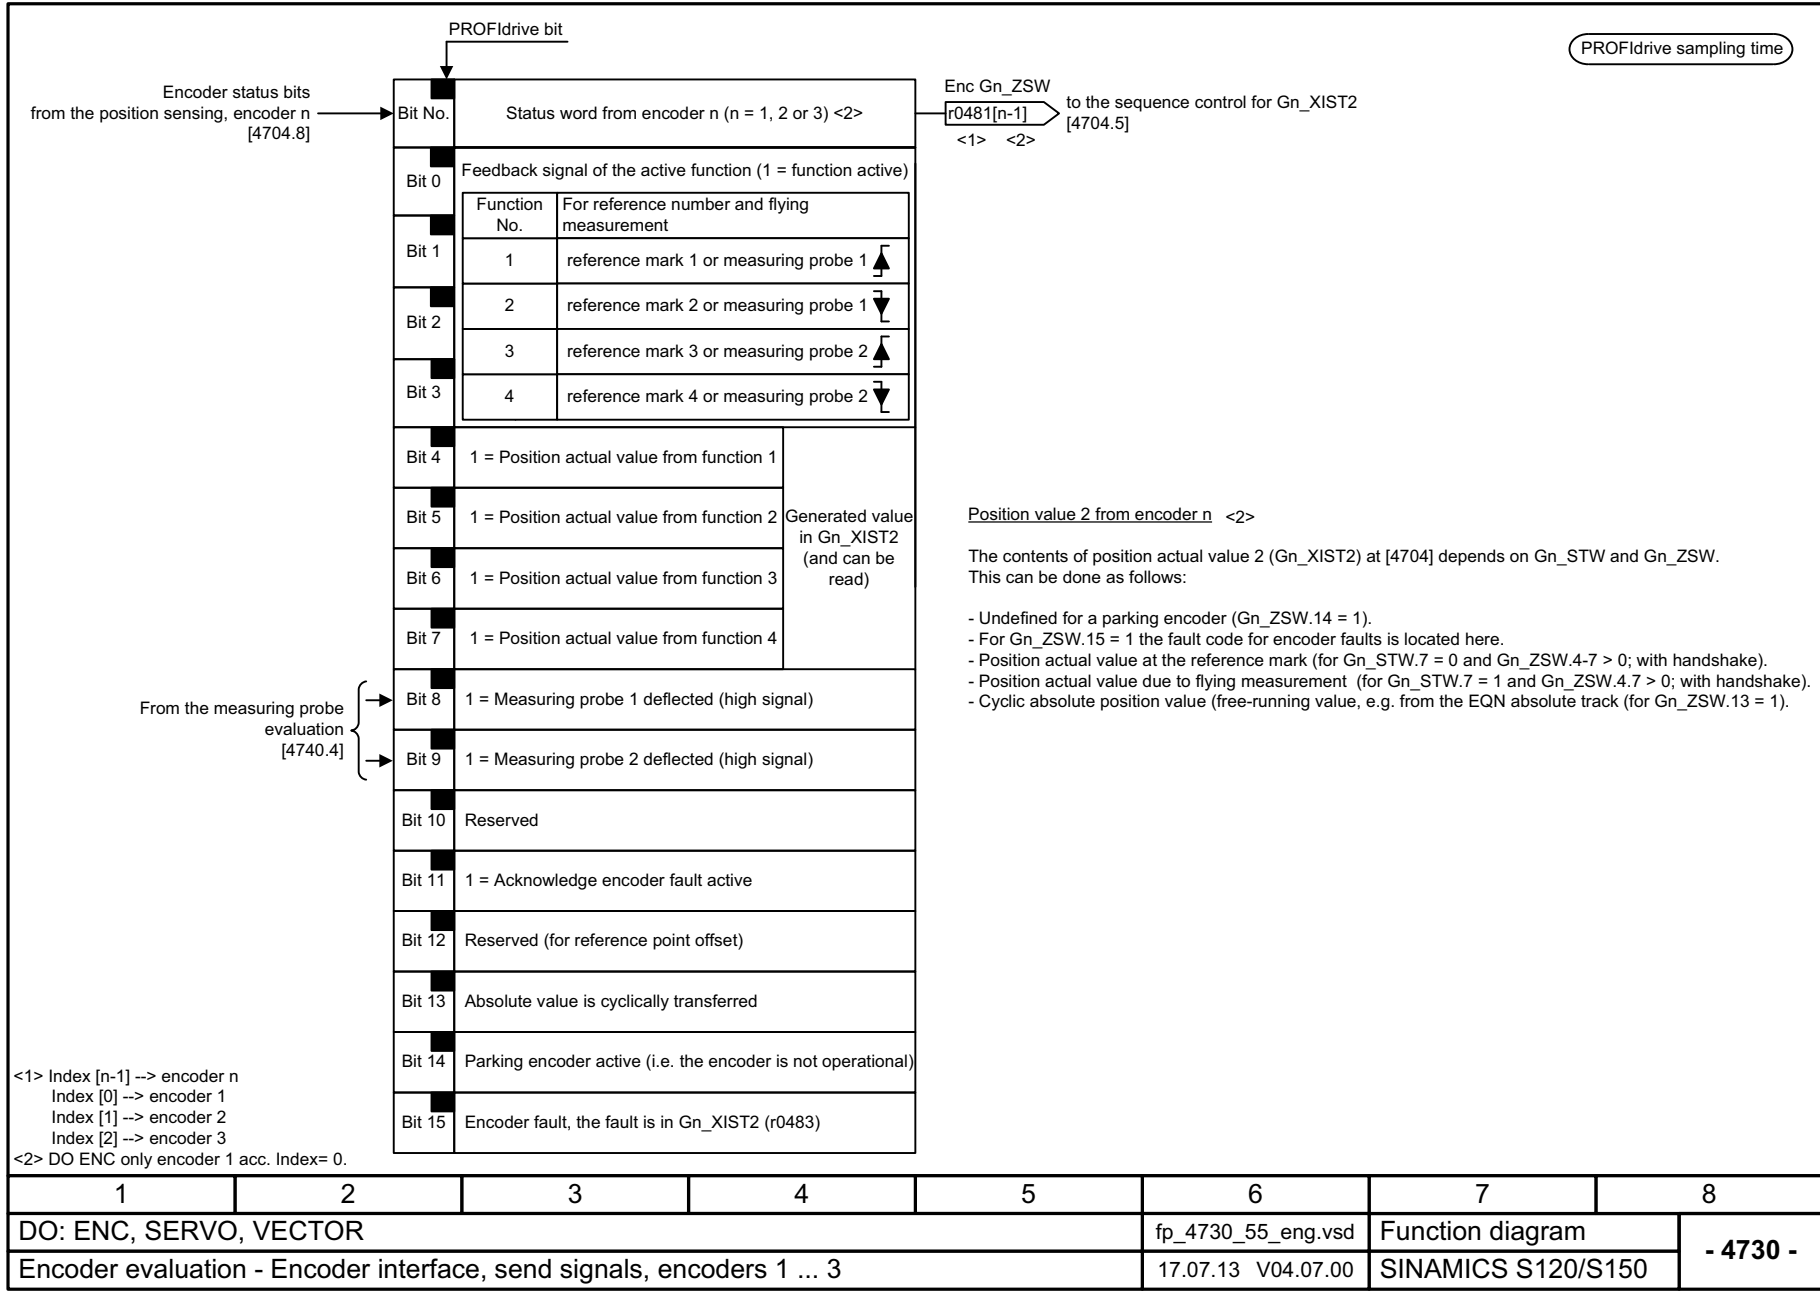 PROFIdrive bit
PROFIdrive sampling time
Encoder status bits
from the position sensing, encoder n
[4704.8]
Bit No.
Status word from encoder n (n = 1, 2 or 3) <2>
Enc Gn_ZSW
r0481[n-1]
<1> <2>
to the sequence control for Gn_XIST2
[4704.5]
Bit 0
Feedback signal of the active function (1 = function active)
Function
No.
For reference number and flying
measurement
Bit 1
1
reference mark 1 or measuring probe 1
Bit 2
2
reference mark 2 or measuring probe 1
3
reference mark 3 or measuring probe 2
Bit 3
4
reference mark 4 or measuring probe 2
Bit 4
1 = Position actual value from function 1
Bit 5
1 = Position actual value from function 2
Generated value
in Gn_XIST2
(and can be
read)
Bit 6
1 = Position actual value from function 3
Bit 7
1 = Position actual value from function 4
Position value 2 from encoder n <2>
The contents of position actual value 2 (Gn_XIST2) at [4704] depends on Gn_STW and Gn_ZSW.
This can be done as follows:
- Undefined for a parking encoder (Gn_ZSW.14 = 1).
- For Gn_ZSW.15 = 1 the fault code for encoder faults is located here.
- Position actual value at the reference mark (for Gn_STW.7 = 0 and Gn_ZSW.4-7 > 0; with handshake).
- Position actual value due to flying measurement (for Gn_STW.7 = 1 and Gn_ZSW.4.7 > 0; with handshake).
- Cyclic absolute position value (free-running value, e.g. from the EQN absolute track (for Gn_ZSW.13 = 1).
From the measuring probe
evaluation
[4740.4]
Bit 8
1 = Measuring probe 1 deflected (high signal)
Bit 9
1 = Measuring probe 2 deflected (high signal)
Bit 10
Reserved
Bit 11
1 = Acknowledge encoder fault active
Bit 12
Reserved (for reference point offset)
Bit 13
Absolute value is cyclically transferred
Bit 14
Parking encoder active (i.e. the encoder is not operational)
Bit 15
Encoder fault, the fault is in Gn_XIST2 (r0483)
<1> Index [n-1] --> encoder n
Index [0] --> encoder 1
Index [1] --> encoder 2
Index [2] --> encoder 3
<2> DO ENC only encoder 1 acc. Index= 0.
1 2 3 4 5 6 7 8
DO: ENC, SERVO, VECTOR
fp_4730_55_eng.vsd
Function diagram
- 4730 -
Encoder evaluation - Encoder interface, send signals, encoders 1 ... 3
17.07.13 V04.07.00
SINAMICS S120/S150